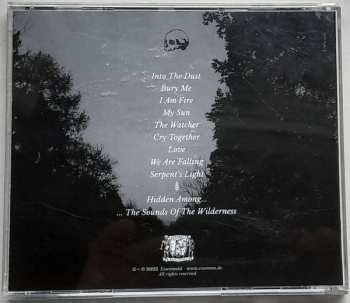 Into The Dust
Bury Me
I Am Fire
My Sun
The Watcher
Cry Together
Love
We Are Falling
Serpent's Light
&
Hidden Among...
... The Sounds Of The Wilderness
All rights reserved